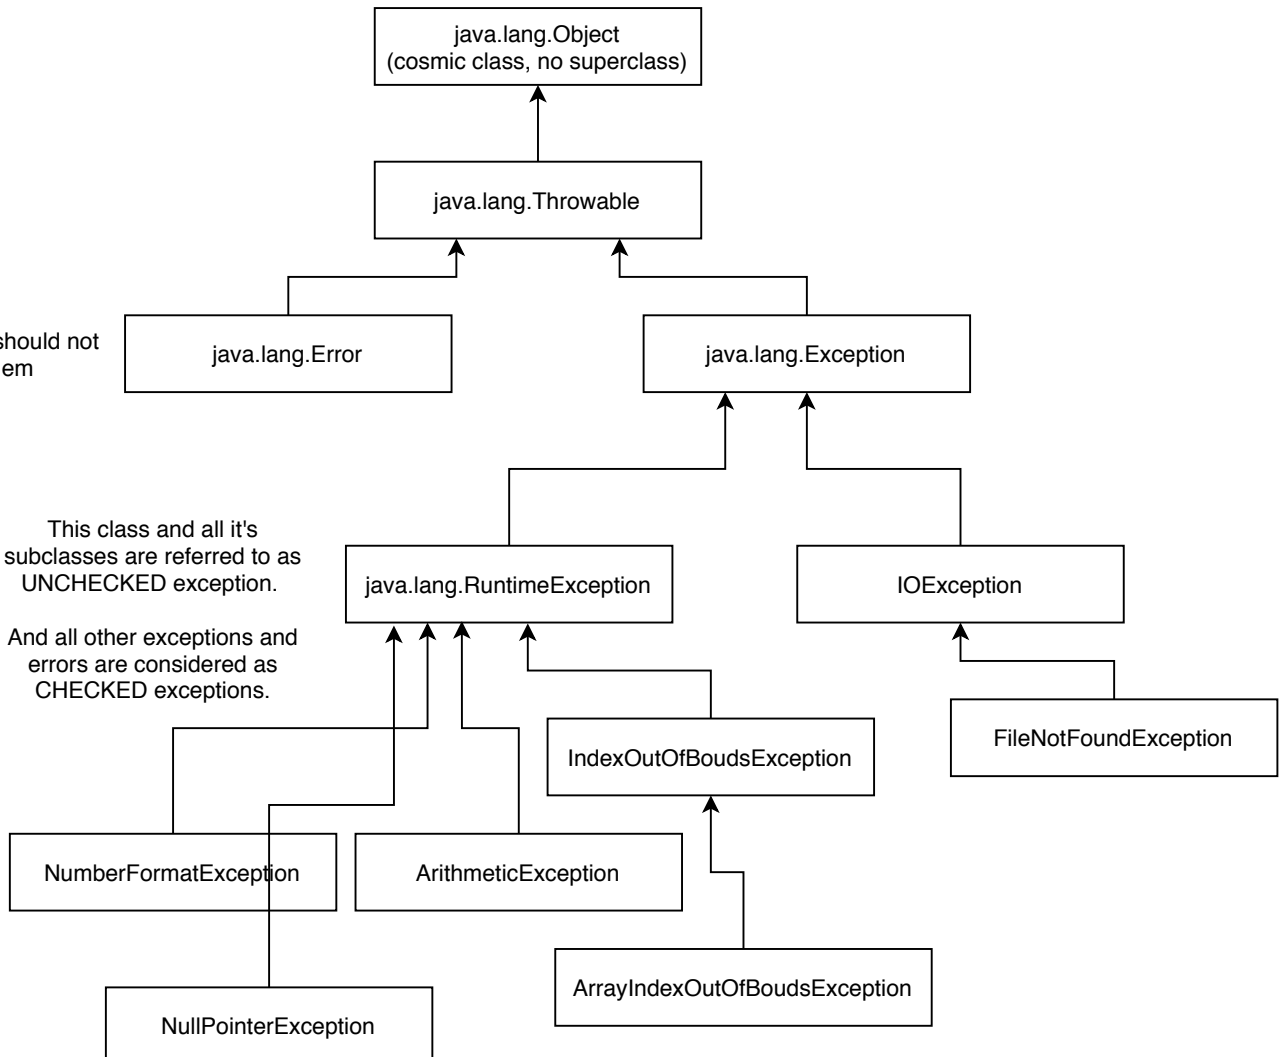 java.lang.Object
(cosmic class, no superclass)
java.lang.Throwable
should not
em
java.lang.Error
java.lang.Exception
This class and all it's
subclasses are referred to as
UNCHECKED exception.
And all other exceptions and
errors are considered as
CHECKED exceptions.
java.lang.RuntimeException
IOException
IndexOutOfBoudsException
FileNotFoundException
NumberFormatException
ArithmeticException
ArrayIndexOutOfBoudsException
NullPointerException